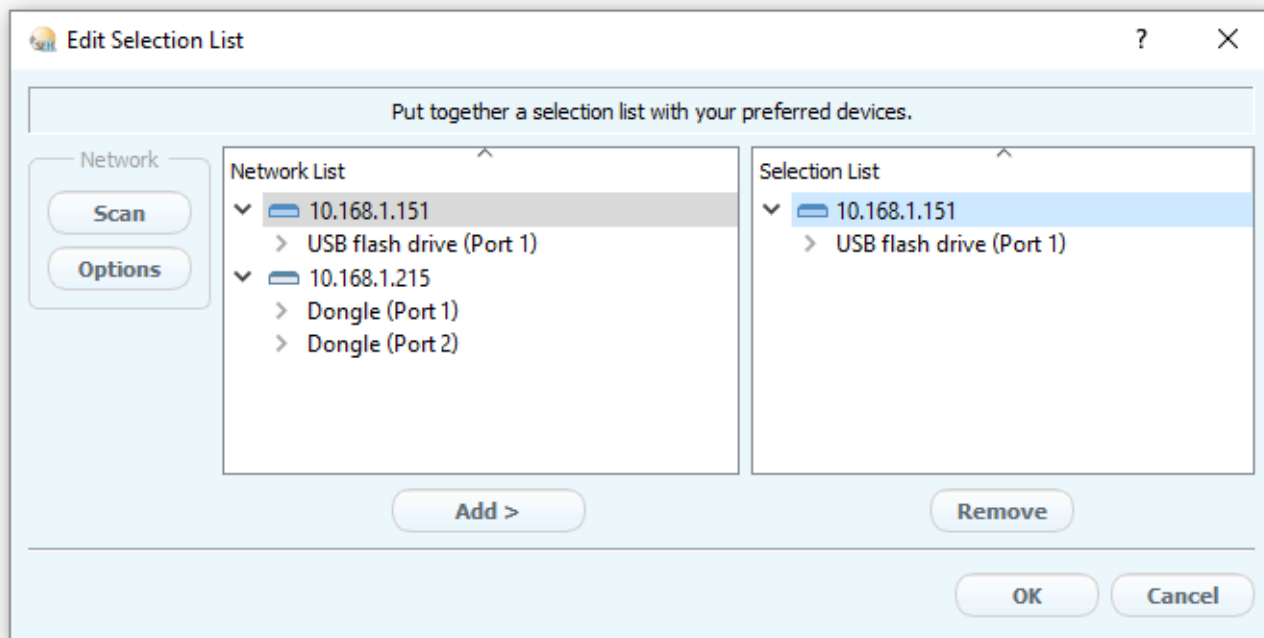 Edit Selection List
?
Put together a selection list with your preferred devices.
Network
Scan
Options
Network List
10.168.1.151
USB flash drive (Port 1)
10.168.1.215
Dongle (Port 1)
Dongle (Port 2)
Add >
Selection List
10.168.1.151
USB flash drive (Port 1)
Remove
OK
Cancel